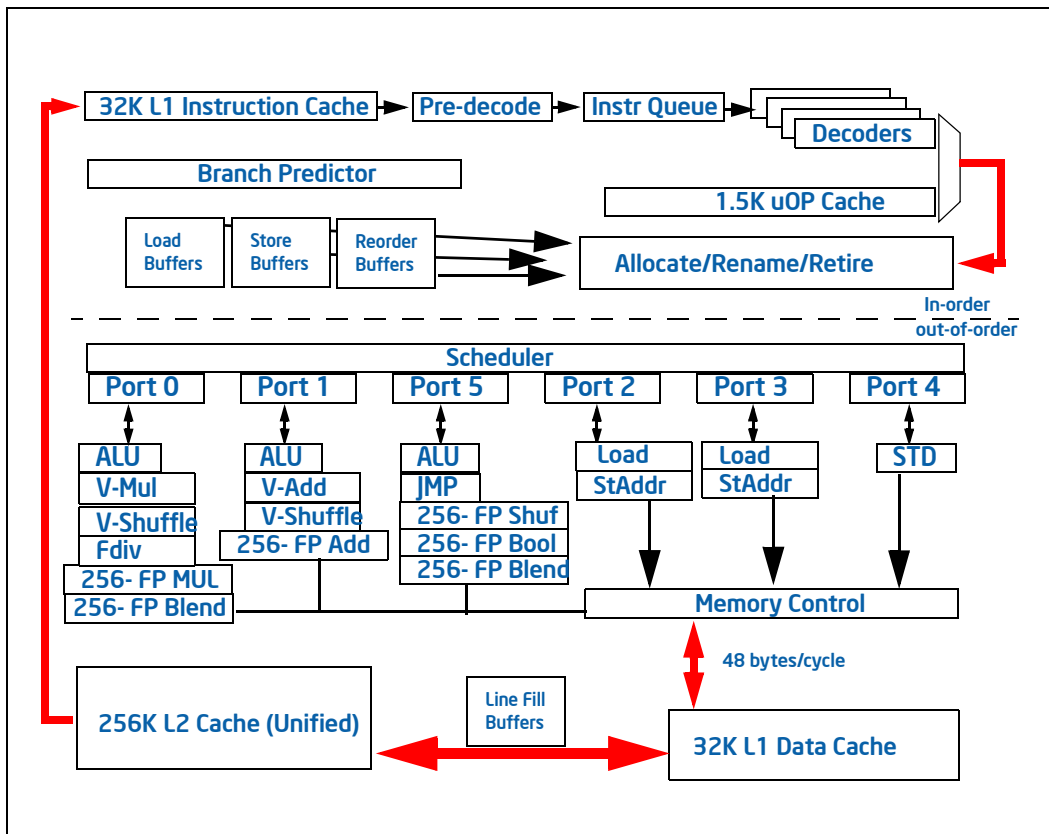 32K L1 Instruction Cache
Pre-decode
Instr Queue
Decoders
Branch Predictor
1.5K uOP Cache
Load
Buffers
Store
Buffers
Reorder
Buffers
Allocate/Rename/Retire
In-order
out-of-order
Scheduler
Port 0
Port 1
Port 5
Port 2
Port 3
Port 4
ALU
V-Mul
V-Shuffle
Fdiv
256- FP MUL
256- FP Blend
ALU
V-Add
V-Shuffle
256- FP Add
ALU
JMP
256- FP Shuf
256- FP Bool
256- FP Blend
Load
StAddr
Load
StAddr
STD
Memory Control
48 bytes/cycle
256K L2 Cache (Unified)
Line Fill
Buffers
32K L1 Data Cache